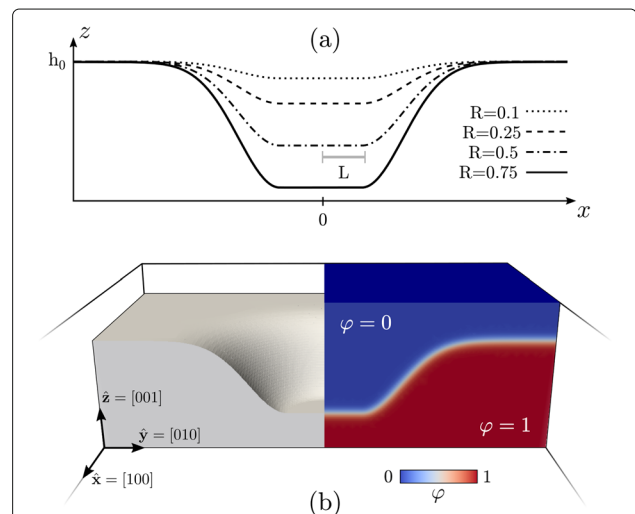 (a)
z
h₀
R=0.1
R=0.25
R=0.5
R=0.75
L
0
x
φ = 0
φ = 1
ẑ = [001]
ŷ = [010]
x̂ = [100]
0 1
φ
(b)